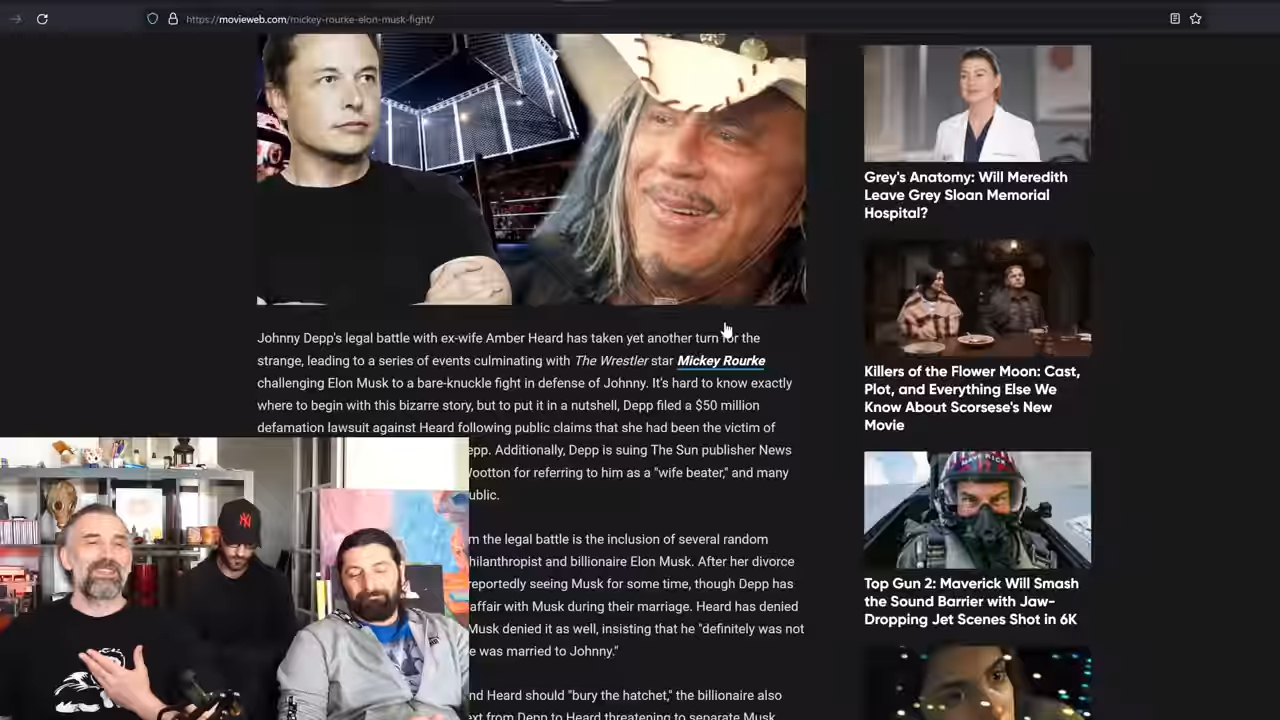 https://movieweb.com/mickey-rourke-elon-musk-fight/
Johnny Depp's legal battle with ex-wife Amber Heard has taken yet another turn for the
strange, leading to a series of events culminating with The Wrestler star Mickey Rourke
challenging Elon Musk to a bare-knuckle fight in defense of Johnny. It's hard to know exactly
where to begin with this bizarre story, but to put it in a nutshell, Depp filed a $50 million
defamation lawsuit against Heard following public claims that she had been the victim of
epp. Additionally, Depp is suing The Sun publisher News
ootton for referring to him as a "wife beater," and many
ublic.
m the legal battle is the inclusion of several random
hilanthropist and billionaire Elon Musk. After her divorce
reportedly seeing Musk for some time, though Depp has
affair with Musk during their marriage. Heard has denied
Musk denied it as well, insisting that he "definitely was not
e was married to Johnny."
nd Heard should "bury the hatchet," the billionaire also
ext from Depp to Heard threatening to separate Musk
Grey's Anatomy: Will Meredith
Leave Grey Sloan Memorial
Hospital?
Killers of the Flower Moon: Cast,
Plot, and Everything Else We
Know About Scorsese's New
Movie
Top Gun 2: Maverick Will Smash
the Sound Barrier with Jaw-
Dropping Jet Scenes Shot in 6K